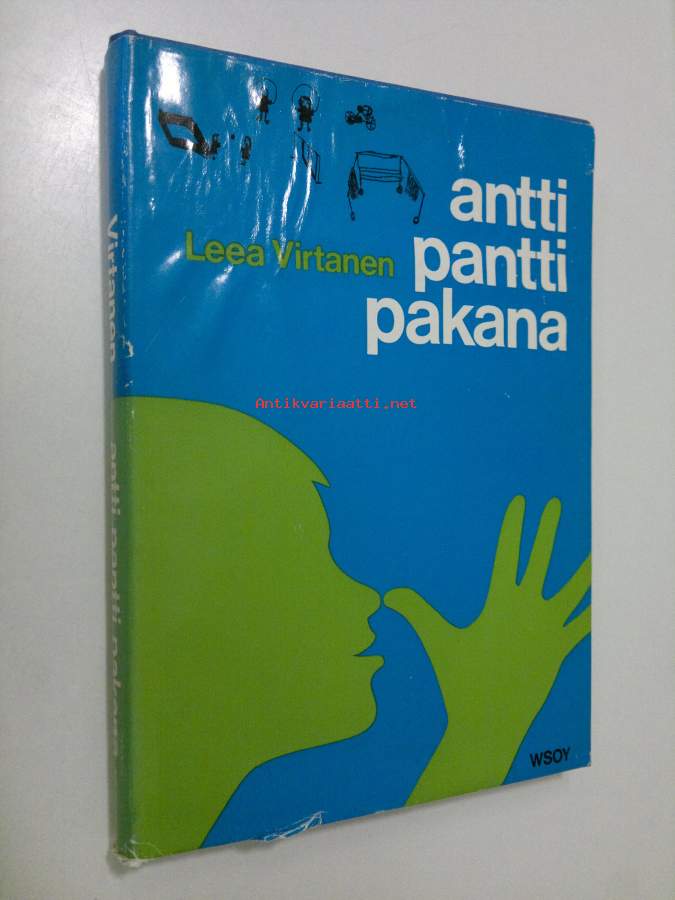 antti
Leea Virtanen pantti
pakana
Antikvariaatti.net
WSOY
Virtanen antti pantti pakana